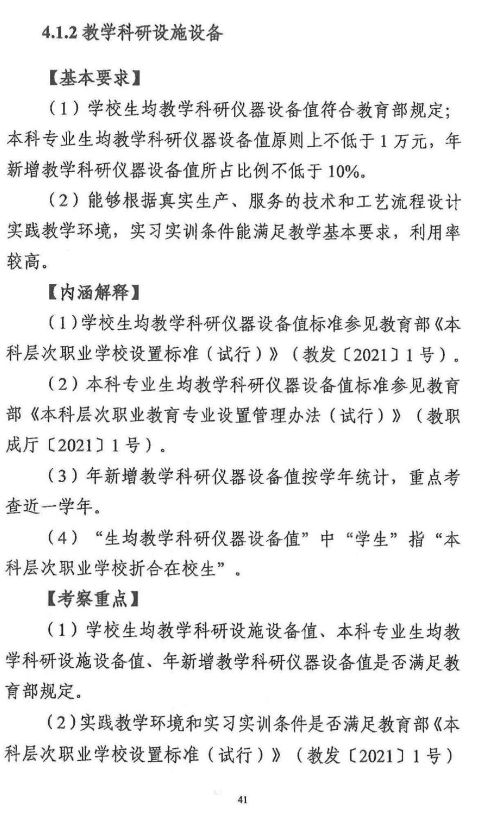 4.1.2 教学科研设施设备
【基本要求】
（1）学校生均教学科研仪器设备值符合教育部规定；
本科专业生均教学科研仪器设备值原则上不低于 1 万元，年
新增教学科研仪器设备值所占比例不低于 10%。
（2）能够根据真实生产、服务的技术和工艺流程设计
实践教学环境，实习实训条件能满足教学基本要求，利用率
较高。
【内涵解释】
（1）学校生均教学科研仪器设备值标准参见教育部《本
科层次职业学校设置标准（试行）》（教发〔2021〕1 号）。
（2）本科专业生均教学科研仪器设备值标准参见教育
部《本科层次职业教育专业设置管理办法（试行）》（教职
成厅〔2021〕1 号）。
（3）年新增教学科研仪器设备值按学年统计，重点考
查近一学年。
（4）“生均教学科研仪器设备值”中“学生”指“本
科层次职业学校折合在校生”。
【考察重点】
（1）学校生均教学科研设施设备值、本科专业生均教
学科研设施设备值、年新增教学科研仪器设备值是否满足教
育部规定。
（2）实践教学环境和实习实训条件是否满足教育部《本
科层次职业学校设置标准（试行）》（教发〔2021〕1 号）
41